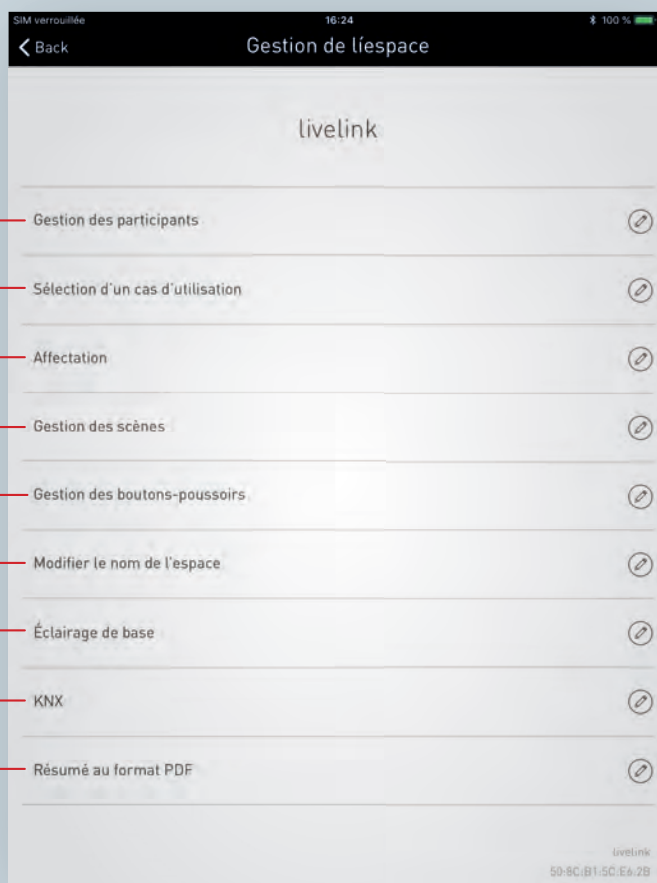 SIM verrouillée 16:24 100 %
Back Gestion de líespace
livelink
Gestion des participants
Sélection d'un cas d'utilisation
Affectation
Gestion des scènes
Gestion des boutons-poussoirs
Modifier le nom de l'espace
Éclairage de base
KNX
Résumé au format PDF
livelink
50:8C:B1:5C:E6:2B